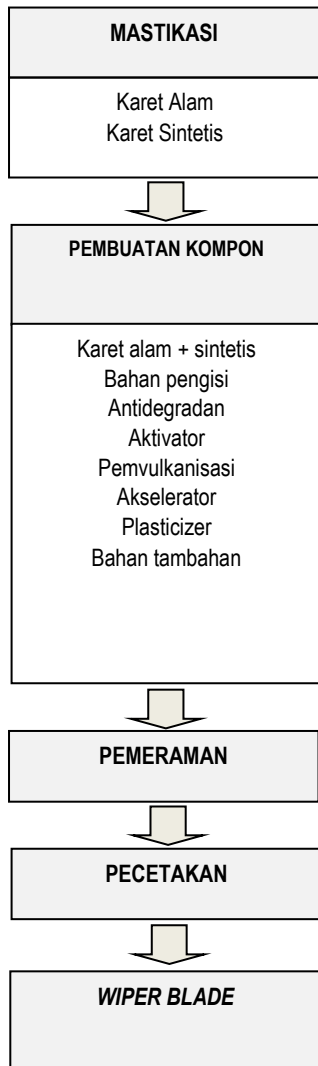 MASTIKASI
Karet Alam
Karet Sintetis
PEMBUATAN KOMPON
Karet alam + sintetis
Bahan pengisi
Antidegradan
Aktivator
Pemvulkanisasi
Akselerator
Plasticizer
Bahan tambahan
PEMERAMAN
PECETAKAN
WIPER BLADE